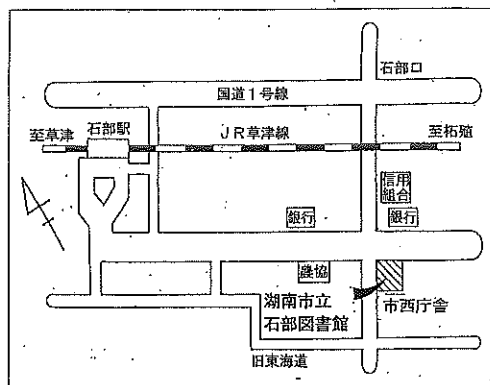 石部口
国道1号線
至草津
石部駅
JR草津線
至柘植
信用
組合
銀行
銀行
農協
湖南市立
石部図書館
市西庁舎
旧東海道